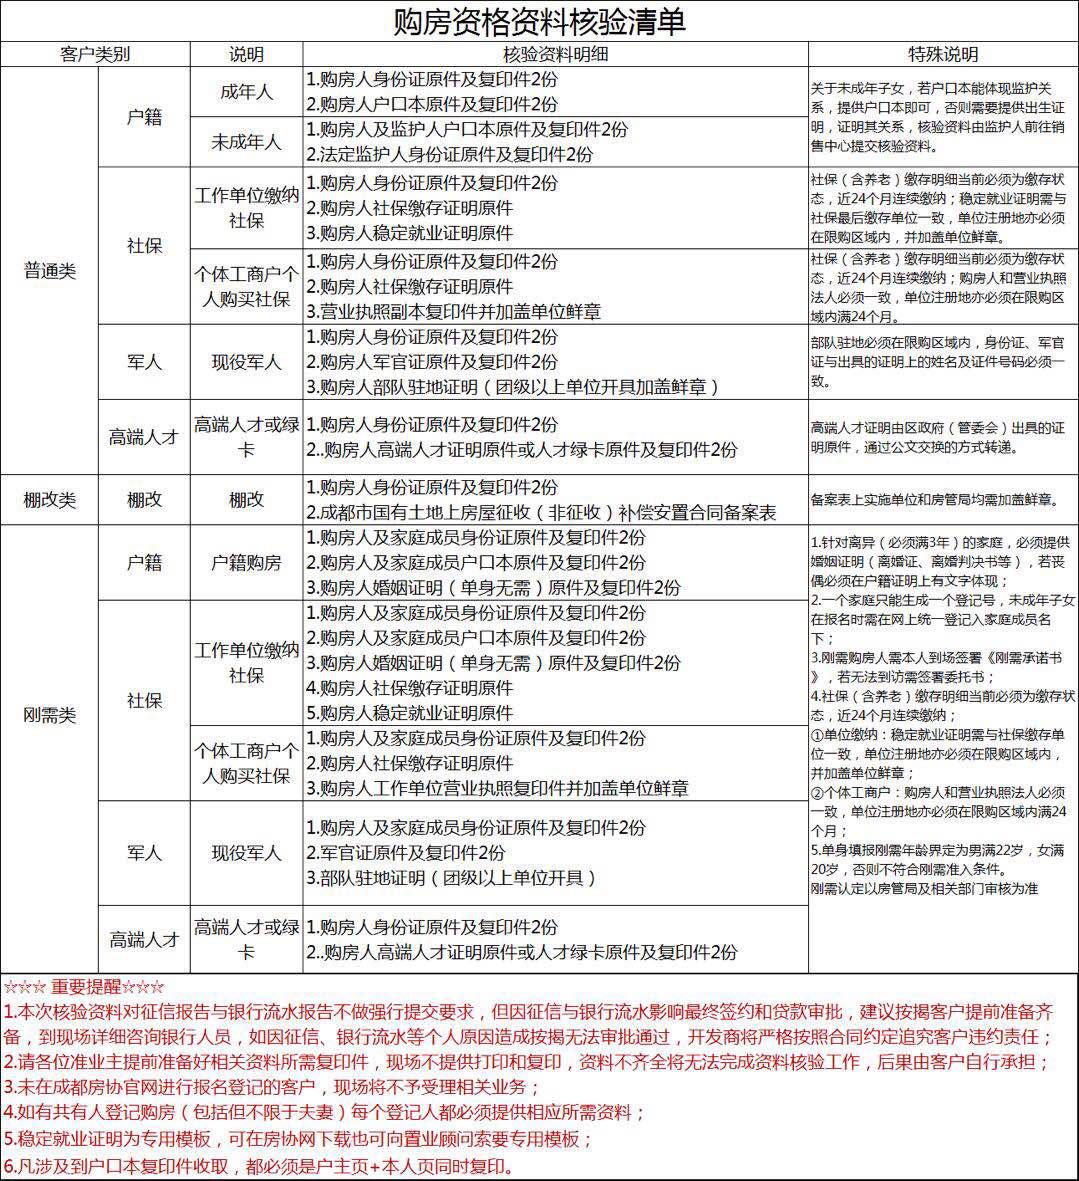 购房资格资料核验清单
客户类别
说明
核验资料明细
特殊说明
普通类
户籍
成年人
1.购房人身份证原件及复印件2份
2.购房人户口本原件及复印件2份
未成年人
1.购房人及监护人户口本原件及复印件2份
2.法定监护人身份证原件及复印件2份
关于未成年子女，若户口本能体现监护关
系，提供户口本即可，否则需要提供出生证
明，证明其关系，核验资料由监护人前往销
售中心提交核验资料。
社保
工作单位缴纳
社保
1.购房人身份证原件及复印件2份
2.购房人社保缴存证明原件
3.购房人稳定就业证明原件
社保（含养老）缴存明细当前必须为缴存状
态，近24个月连续缴纳；稳定就业证明需与
社保最后缴存单位一致，单位注册地亦必须
在限购区域内，并加盖单位鲜章。
个体工商户个
人购买社保
1.购房人身份证原件及复印件2份
2.购房人社保缴存证明原件
3.营业执照副本复印件并加盖单位鲜章
社保（含养老）缴存明细当前必须为缴存状
态，近24个月连续缴纳；购房人和营业执照
法人必须一致，单位注册地亦必须在限购区
域内满24个月。
军人
现役军人
1.购房人身份证原件及复印件2份
2.购房人军官证原件及复印件2份
3.购房人部队驻地证明（团级以上单位开具加盖鲜章）
部队驻地必须在限购区域内，身份证、军官
证与出具的证明上的姓名及证件号码必须一
致。
高端人才
高端人才或绿
卡
1.购房人身份证原件及复印件2份
2..购房人高端人才证明原件或人才绿卡原件及复印件2份
高端人才证明由区政府（管委会）出具的证
明原件，通过公文交换的方式转递。
棚改类
棚改
棚改
1.购房人身份证原件及复印件2份
2.成都市国有土地上房屋征收（非征收）补偿安置合同备案表
备案表上实施单位和房管局均需加盖鲜章。
刚需类
户籍
户籍购房
1.购房人及家庭成员身份证原件及复印件2份
2.购房人及家庭成员户口本原件及复印件2份
3.购房人婚姻证明（单身无需）原件及复印件2份
社保
工作单位缴纳
社保
1.购房人及家庭成员身份证原件及复印件2份
2.购房人及家庭成员户口本原件及复印件2份
3.购房人婚姻证明（单身无需）原件及复印件2份
4.购房人社保缴存证明原件
5.购房人稳定就业证明原件
个体工商户个
人购买社保
1.购房人及家庭成员身份证原件及复印件2份
2.购房人社保缴存证明原件
3.购房人工作单位营业执照复印件并加盖单位鲜章
军人
现役军人
1.购房人及家庭成员身份证原件及复印件2份
2.军官证原件及复印件2份
3.部队驻地证明（团级以上单位开具）
高端人才
高端人才或绿
卡
1.购房人身份证原件及复印件2份
2..购房人高端人才证明原件或人才绿卡原件及复印件2份
1.针对离异（必须满3年）的家庭，必须提供
婚姻证明（离婚证、离婚判决书等），若丧
偶必须在户籍证明上有文字体现；
2.一个家庭只能生成一个登记号，未成年子女
在报名时需在网上统一登记入家庭成员名
下；
3.刚需购房人需本人到场签署《刚需承诺书
》，若无法到访需签署委托书；
4.社保（含养老）缴存明细当前必须为缴存状
态，近24个月连续缴纳；
①单位缴纳：稳定就业证明需与社保缴存单
位一致，单位注册地亦必须在限购区域内，
并加盖单位鲜章；
②个体工商户：购房人和营业执照法人必须
一致，单位注册地亦必须在限购区域内满24
个月；
5.单身填报刚需年龄界定为男满22岁，女满
20岁，否则不符合刚需准入条件。
刚需认定以房管局及相关部门审核为准
☆☆☆ 重要提醒☆☆☆
1.本次核验资料对征信报告与银行流水报告不做强行提交要求，但因征信与银行流水影响最终签约和贷款审批，建议按揭客户提前准备齐
备，到现场详细咨询银行人员，如因征信、银行流水等个人原因造成按揭无法审批通过，开发商将严格按照合同约定追究客户违约责任；
2.请各位准业主提前准备好相关资料所需复印件，现场不提供打印和复印，资料不齐全将无法完成资料核验工作，后果由客户自行承担；
3.未在成都房协官网进行报名登记的客户，现场将不予受理相关业务；
4.如有共有人登记购房（包括但不限于夫妻）每个登记人都必须提供相应所需资料；
5.稳定就业证明为专用模板，可在房协网下载也可向置业顾问索要专用模板；
6.凡涉及到户口本复印件收取，都必须是户主页+本人页同时复印。